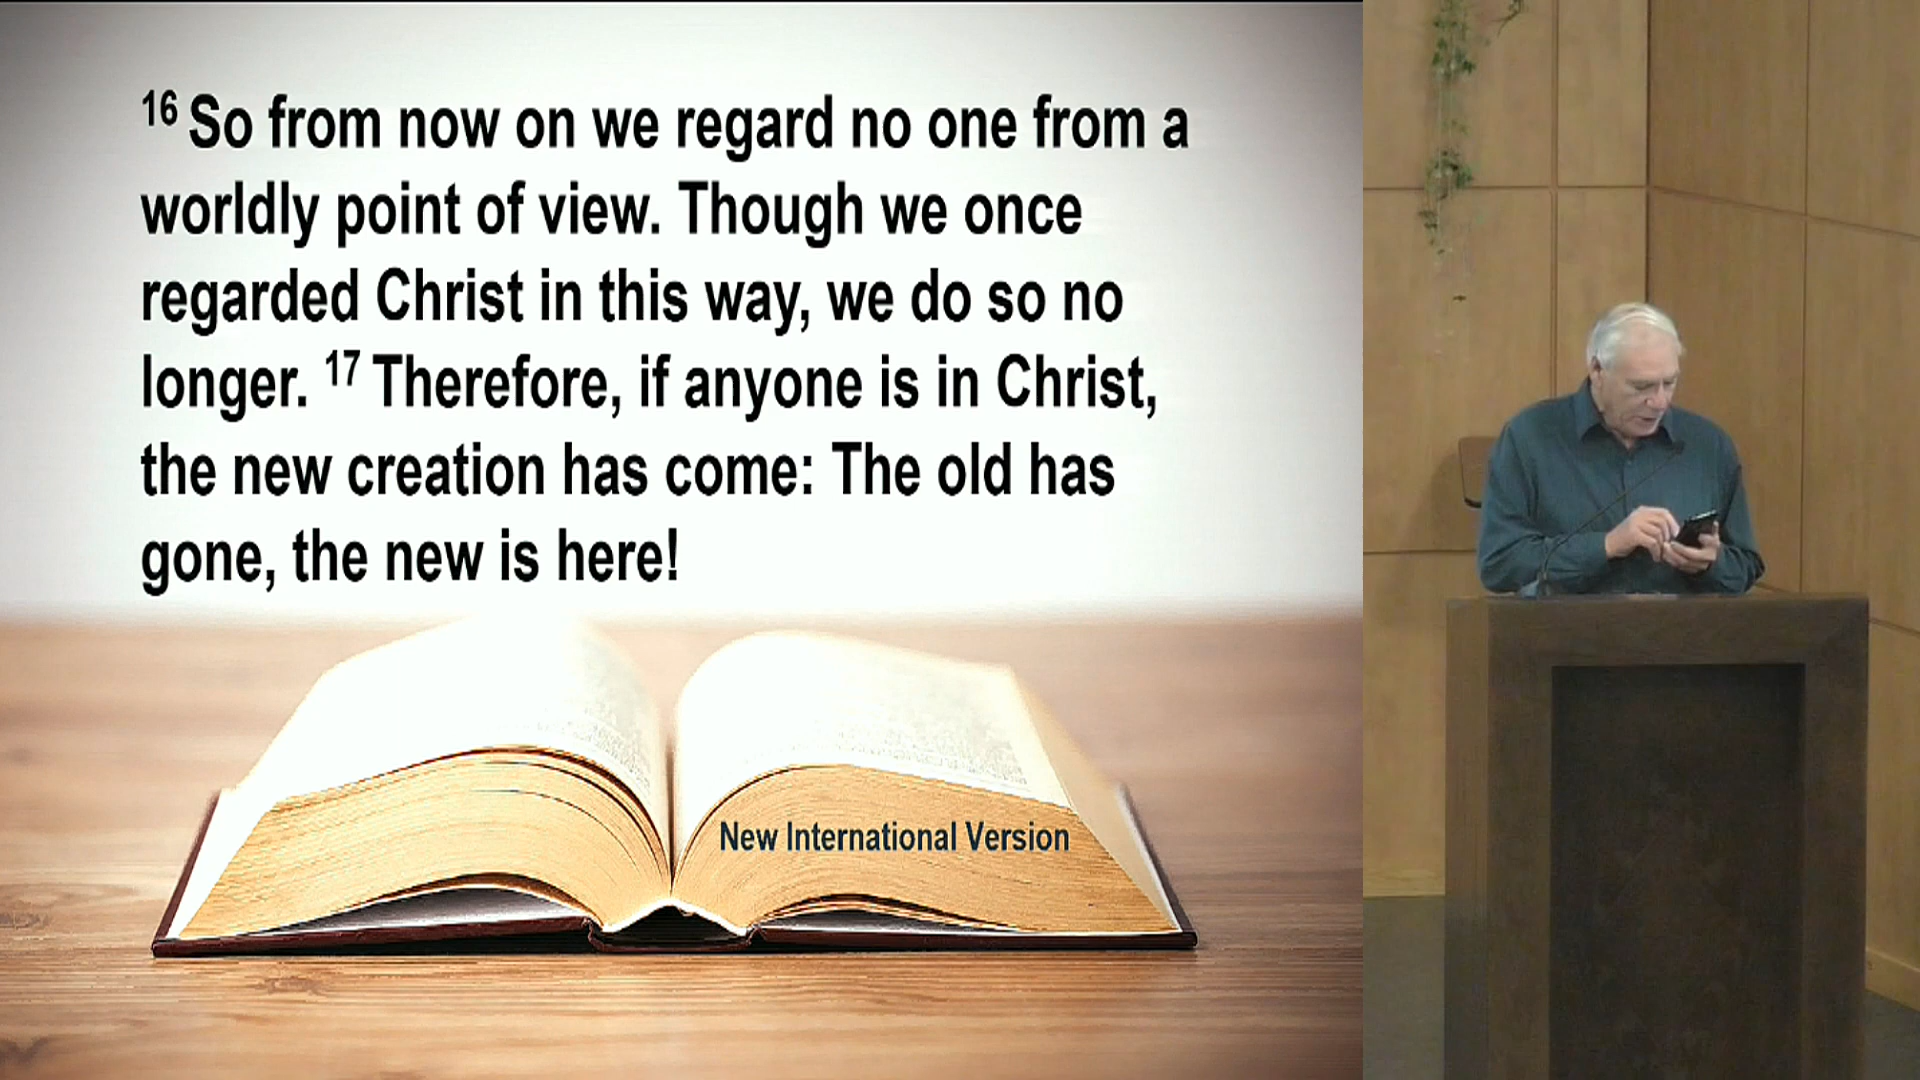 16 So from now on we regard no one from a
worldly point of view. Though we once
regarded Christ in this way, we do so no
longer. 17 Therefore, if anyone is in Christ,
the new creation has come: The old has
gone, the new is here!
New International Version